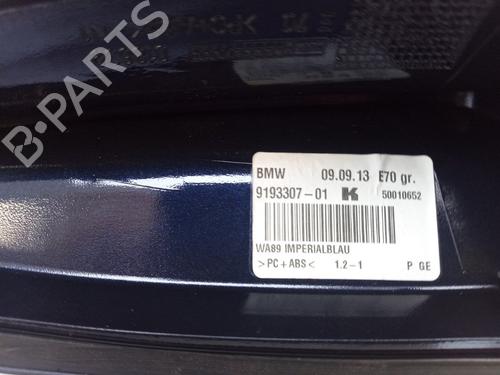 B-PARTS
BMW 09.09.13 E70 gr.
9193307-01 K 50010652
WA89 IMPERIALBLAU
>PC+ABS< 1.2-1 P GE